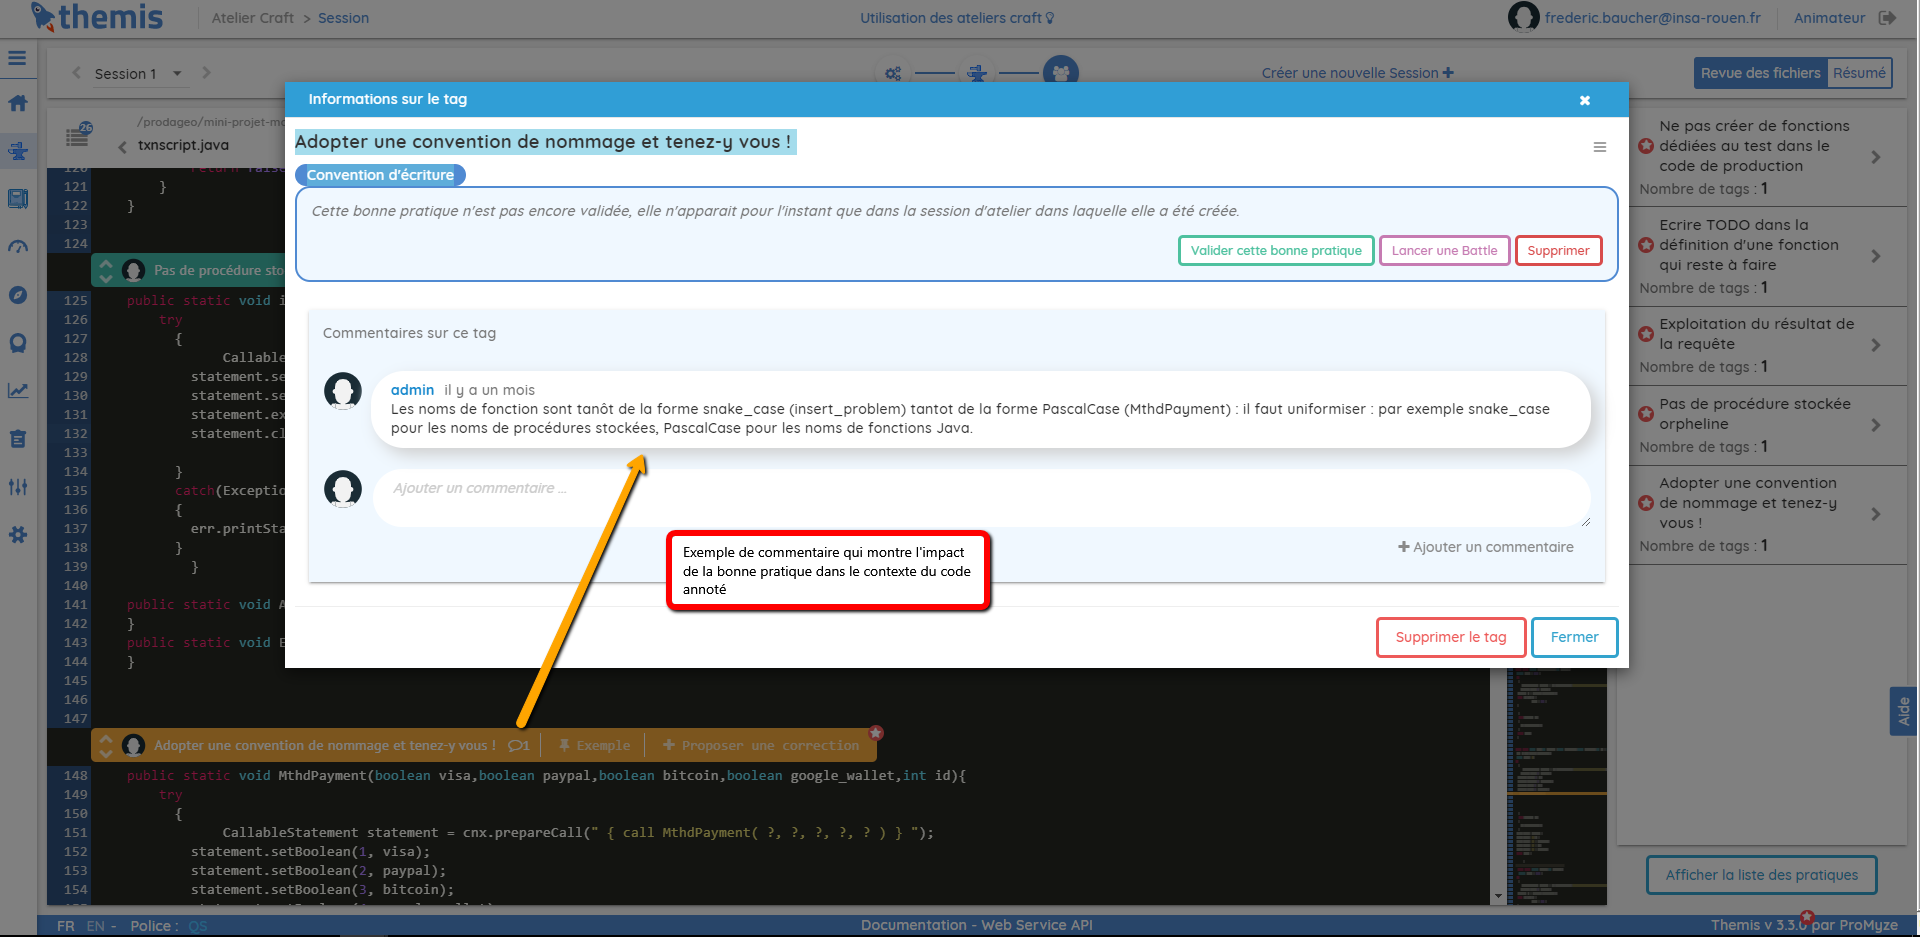 themis
Atelier Craft > Session
Utilisation des ateliers craft
frederic.baucher@insa-rouen.fr
Animateur
Session 1
Créer une nouvelle Session
Revue des fichiers
Résumé
26
/prodageo/mini-projet-m
txnscript.java
Informations sur le tag
Adopter une convention de nommage et tenez-y vous !
Convention d'écriture
Cette bonne pratique n'est pas encore validée, elle n'apparait pour l'instant que dans la session d'atelier dans laquelle elle a été créée.
Valider cette bonne pratique
Lancer une Battle
Supprimer
Commentaires sur ce tag
admin il y a un mois
Les noms de fonction sont tanôt de la forme snake_case (insert_problem) tantot de la forme PascalCase (MthdPayment) : il faut uniformiser : par exemple snake_case
pour les noms de procédures stockées, PascalCase pour les noms de fonctions Java.
Ajouter un commentaire ...
Exemple de commentaire qui montre l'impact
de la bonne pratique dans le contexte du code
annoté
Ajouter un commentaire
Supprimer le tag
Fermer
121 }
122 }
123
124
Pas de procédure sto
125 public static void i
126 try
127 {
128 Callable
129 statement.se
130 statement.se
131 statement.ex
132 statement.cl
133
134 }
135 catch(Exceptio
136 {
137 err.printSta
138 }
139 }
140
141 public static void A
142 }
143 public static void E
144 }
145
146
147
Adopter une convention de nommage et tenez-y vous ! 1 Exemple Proposer une correction
148 public static void MthdPayment(boolean visa,boolean paypal,boolean bitcoin,boolean google_wallet,int id){
149 try
150 {
151 CallableStatement statement = cnx.prepareCall(" { call MthdPayment( ?, ?, ?, ?, ? ) } ");
152 statement.setBoolean(1, visa);
153 statement.setBoolean(2, paypal);
154 statement.setBoolean(3, bitcoin);
Ne pas créer de fonctions
dédiées au test dans le
code de production
Nombre de tags : 1
Ecrire TODO dans la
définition d'une fonction
qui reste à faire
Nombre de tags : 1
Exploitation du résultat de
la requête
Nombre de tags : 1
Pas de procédure stockée
orpheline
Nombre de tags : 1
Adopter une convention
de nommage et tenez-y
vous !
Nombre de tags : 1
Aide
Afficher la liste des pratiques
FR EN - Police : QS
Documentation - Web Service API
Themis v 3.3.0 par ProMyze